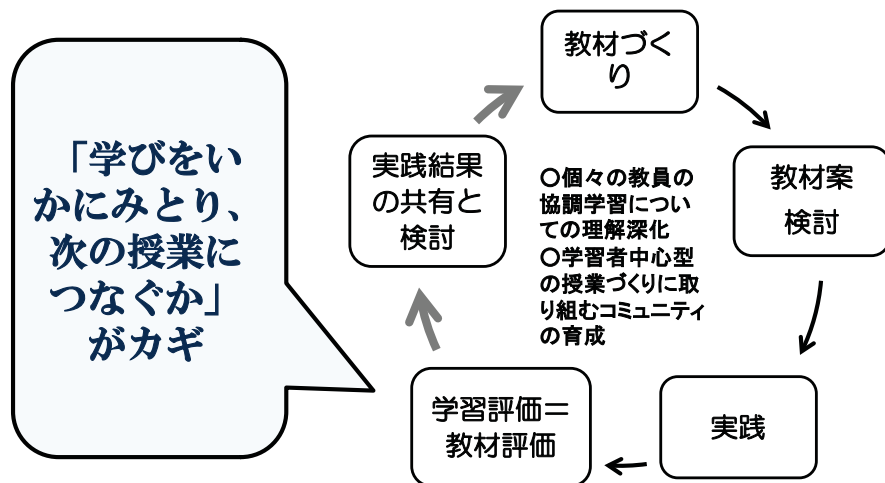 「学びをい
かにみとり、
次の授業に
つなぐか」
がカギ
教材づく
り
教材案
検討
実践
学習評価＝
教材評価
実践結果
の共有と
検討
○個々の教員の
協調学習につい
ての理解深化
○学習者中心型
の授業づくりに取
り組むコミュニティ
の育成